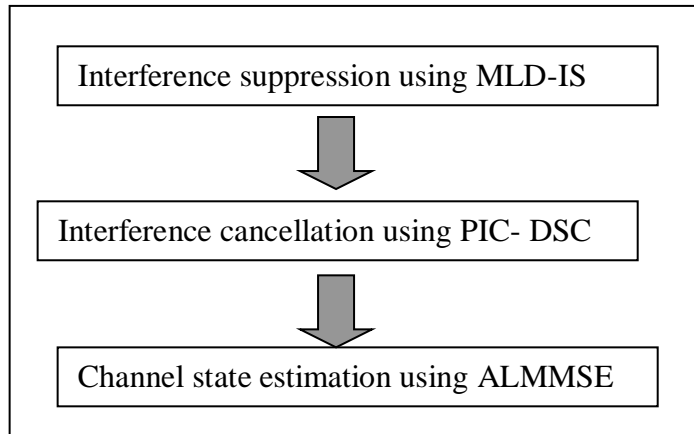 Interference suppression using MLD-IS
Interference cancellation using PIC- DSC
Channel state estimation using ALMMSE